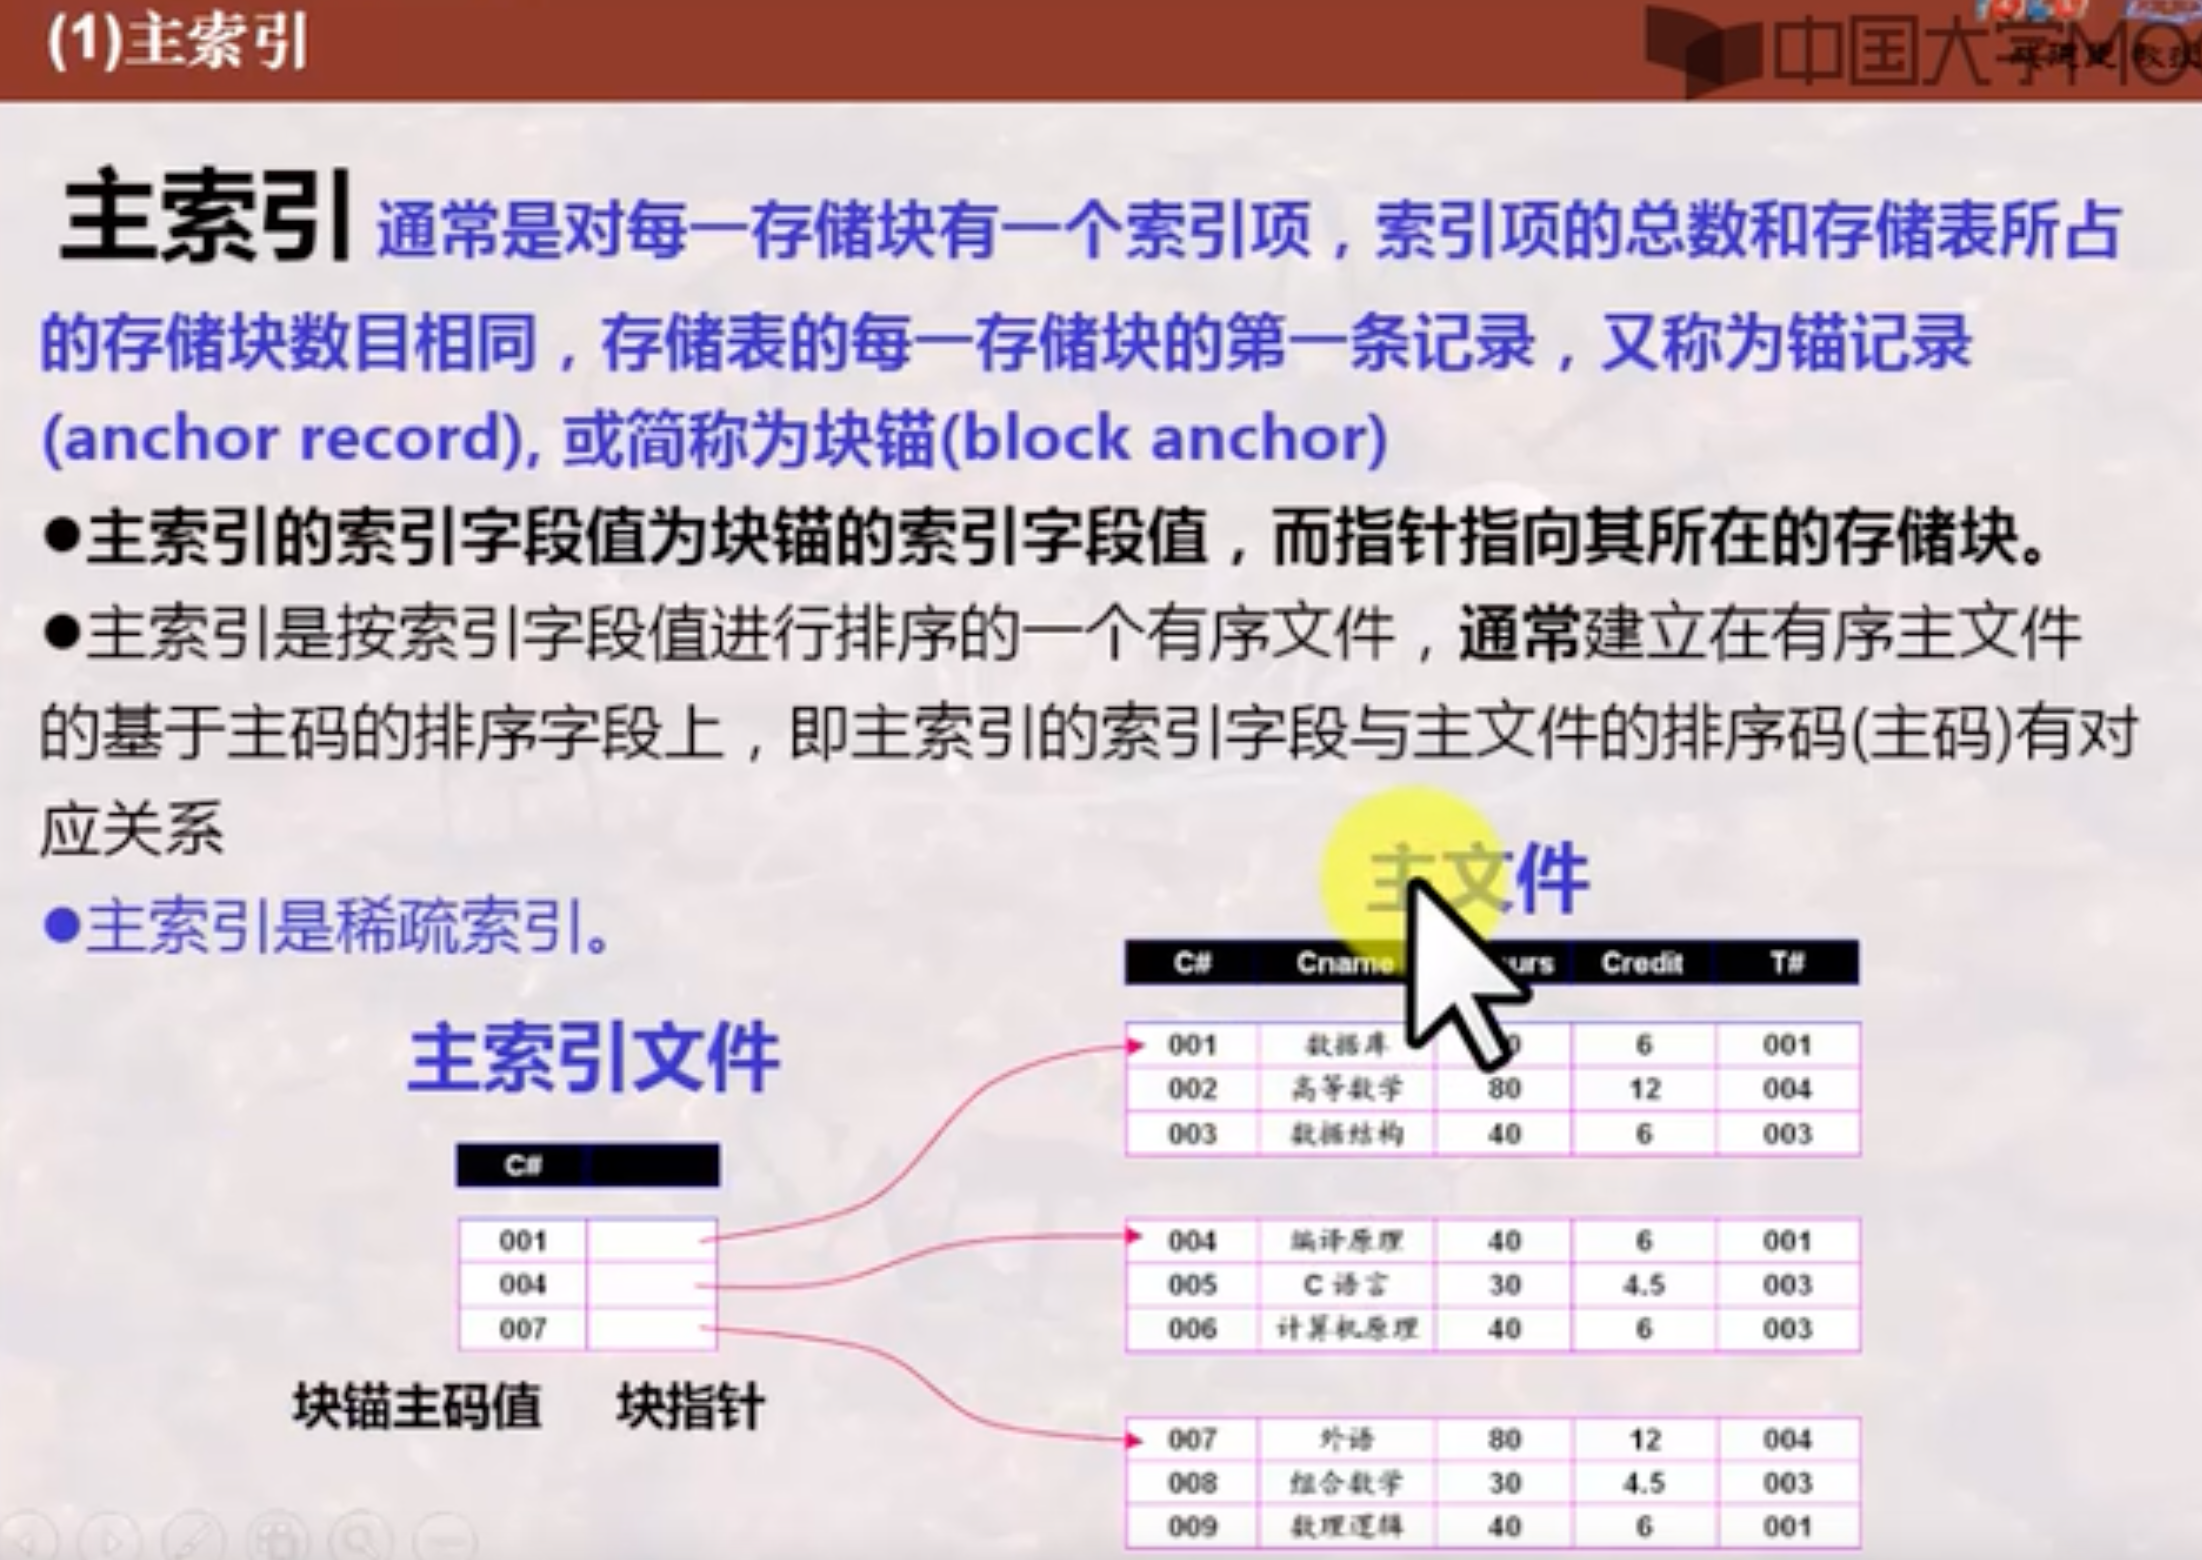 (1)主索引
中国大学MO
主索引 通常是对每一存储块有一个索引项，索引项的总数和存储表所占
的存储块数目相同，存储表的每一存储块的第一条记录，又称为锚记录
(anchor record), 或简称为块锚(block anchor)
●主索引的索引字段值为块锚的索引字段值，而指针指向其所在的存储块。
●主索引是按索引字段值进行排序的一个有序文件，通常建立在有序主文件
的基于主码的排序字段上，即主索引的索引字段与主文件的排序码(主码)有对
应关系
●主索引是稀疏索引。
主文件
C# Cname urs Credit T#
001 数据库 0 6 001
002 高等数学 80 12 004
003 数据结构 40 6 003
004 编译原理 40 6 001
005 C 语言 30 4.5 003
006 计算机原理 40 6 003
007 外语 80 12 004
008 组合数学 30 4.5 003
009 数理逻辑 40 6 001
主索引文件
C#
001
004
007
块锚主码值 块指针